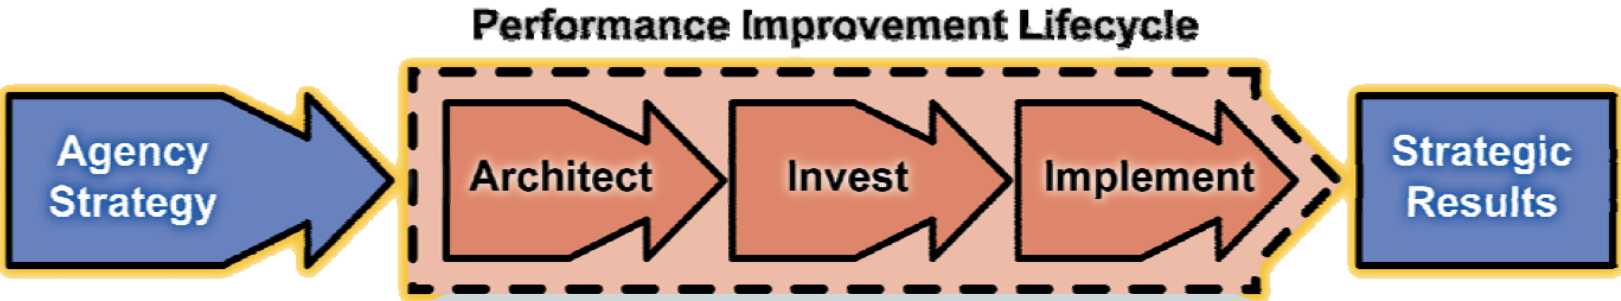 Performance Improvement Lifecycle
Agency
Strategy
Architect
Invest
Implement
Strategic
Results